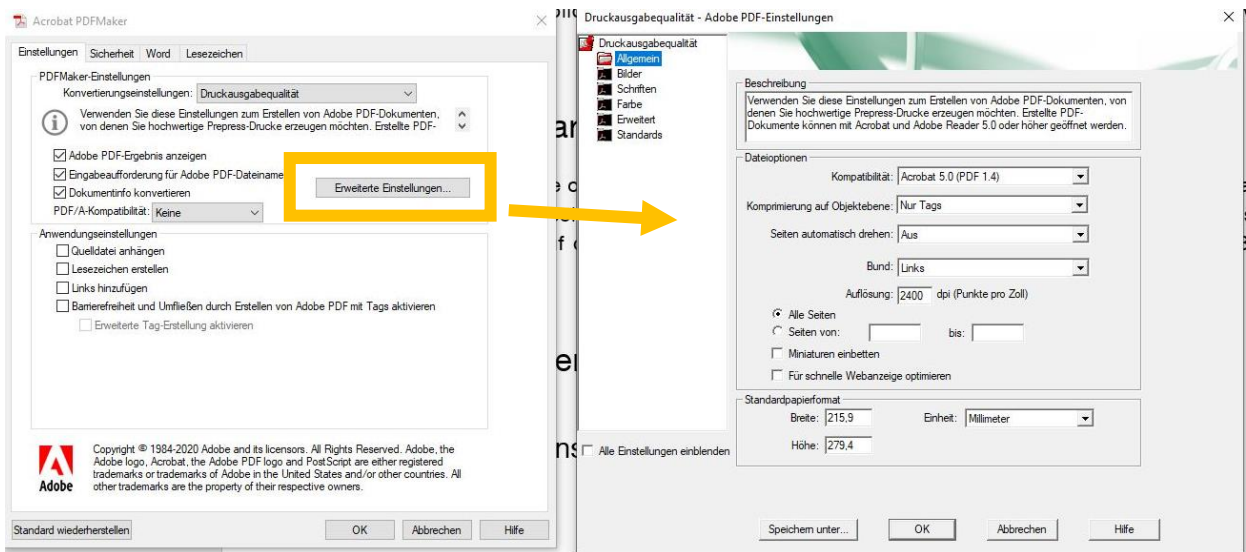 Acrobat PDFMaker
Einstellungen Sicherheit Word Lesezeichen
PDFMaker-Einstellungen
Konvertierungseinstellungen: Druckausgabequalität
Verwenden Sie diese Einstellungen zum Erstellen von Adobe PDF-Dokumenten,
von denen Sie hochwertige Prepress-Drucke erzeugen möchten. Erstellte PDF-
Adobe PDF-Ergebnis anzeigen
Eingabeaufforderung für Adobe PDF-Dateiname
Dokumentinfo konvertieren
Erweiterte Einstellungen...
PDF/A-Kompatibilität: Keine
Anwendungseinstellungen
Quelldatei anhängen
Lesezeichen erstellen
Links hinzufügen
Barrierefreiheit und Umfließen durch Erstellen von Adobe PDF mit Tags aktivieren
Erweiterte Tag-Erstellung aktivieren
Adobe
Copyright © 1984-2020 Adobe and its licensors. All Rights Reserved. Adobe, the
Adobe logo, Acrobat, the Adobe PDF logo and PostScript are either registered
trademarks or trademarks of Adobe in the United States and/or other countries. All
other trademarks are the property of their respective owners.
Standard wiederherstellen OK Abbrechen Hilfe
Druckausgabequalität - Adobe PDF-Einstellungen
Druckausgabequalität
Allgemein
Bilder
Schriften
Farbe
Erweitert
Standards
Alle Einstellungen einblenden
Beschreibung
Verwenden Sie diese Einstellungen zum Erstellen von Adobe PDF-Dokumenten, von
denen Sie hochwertige Prepress-Drucke erzeugen möchten. Erstellte PDF-
Dokumente können mit Acrobat und Adobe Reader 5.0 oder höher geöffnet werden.
Dateioptionen
Kompatibilität: Acrobat 5.0 (PDF 1.4)
Komprimierung auf Objektebene: Nur Tags
Seiten automatisch drehen: Aus
Bund: Links
Auflösung: 2400 dpi (Punkte pro Zoll)
Alle Seiten
Seiten von: bis:
Miniaturen einbetten
Für schnelle Webanzeige optimieren
Standardpapierformat
Breite: 215,9 Einheit: Millimeter
Höhe: 279,4
Speichern unter... OK Abbrechen Hilfe